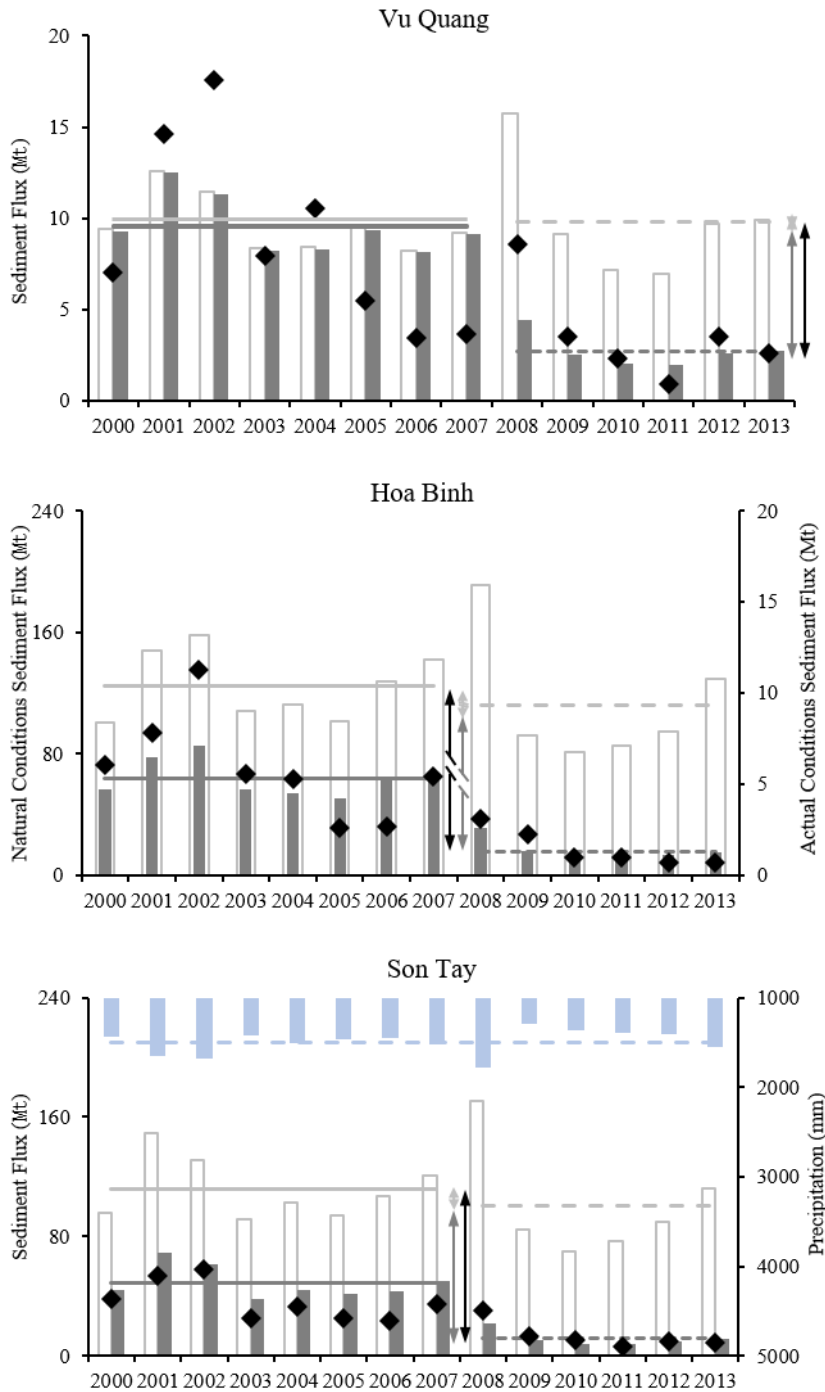 Vu Quang
Sediment Flux (Mt)
20
15
10
5
0
2000 2001 2002 2003 2004 2005 2006 2007 2008 2009 2010 2011 2012 2013
Hoa Binh
Natural Conditions Sediment Flux (Mt)
240
160
80
0
20
15
10
5
0
Actual Conditions Sediment Flux (Mt)
2000 2001 2002 2003 2004 2005 2006 2007 2008 2009 2010 2011 2012 2013
Son Tay
Sediment Flux (Mt)
240
160
80
0
1000
2000
3000
4000
5000
Precipitation (mm)
2000 2001 2002 2003 2004 2005 2006 2007 2008 2009 2010 2011 2012 2013